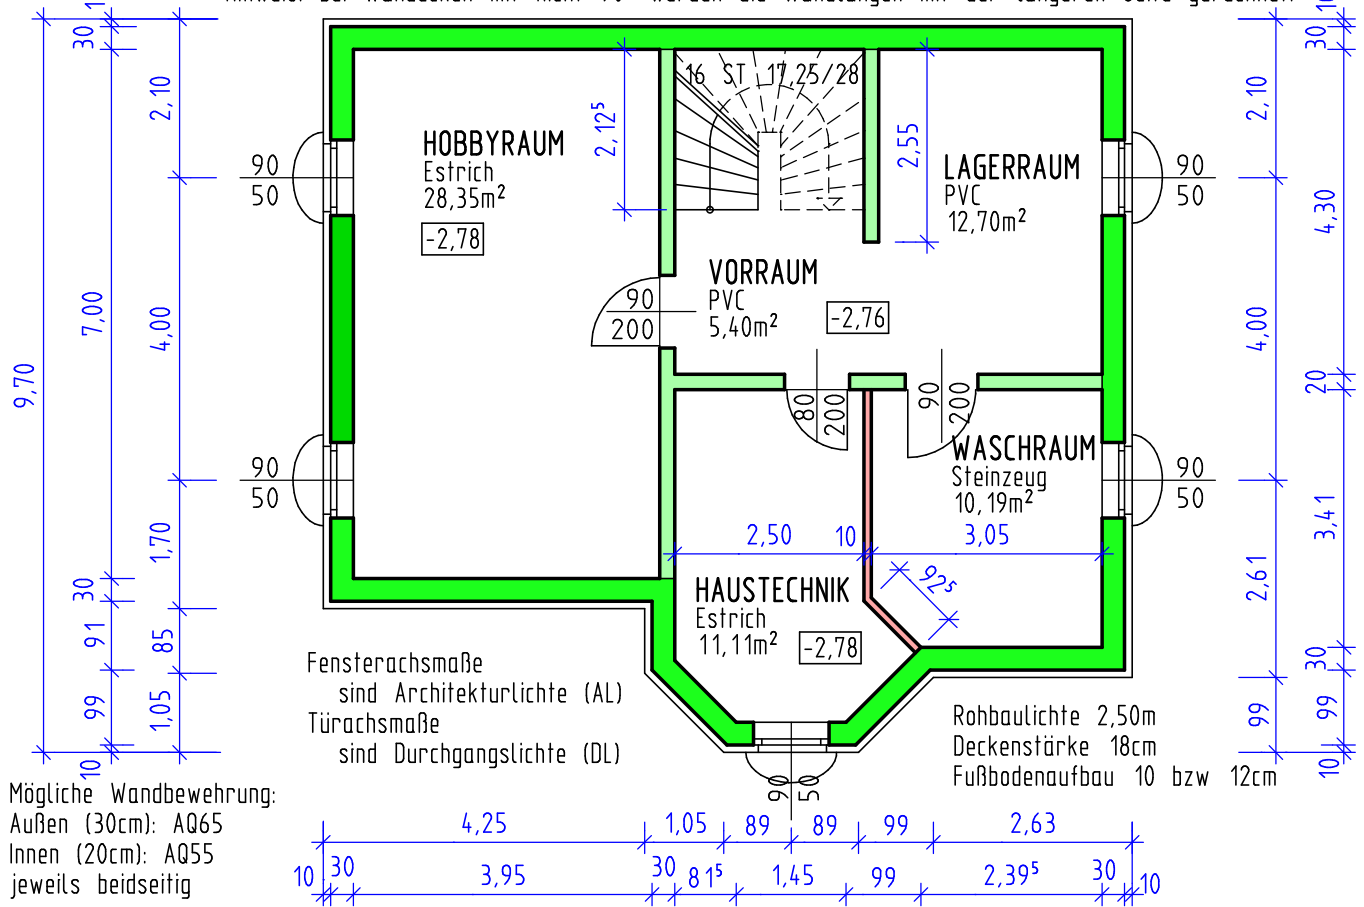 10
30
2,10
7,00
4,00
9,70
1,70
30
91
85
99
1,05
10
90
50
90
50
HOBBYRAUM
Estrich
28,35m²
-2,78
2,12⁵
16 ST 17,25/28
2,55
LAGERRAUM
PVC
12,70m²
VORRAUM
PVC
5,40m²
-2,76
90
200
80
200
90
200
WASCHRAUM
Steinzeug
10,19m²
2,50
10
3,05
92⁵
HAUSTECHNIK
Estrich
11,11m²
-2,78
90
50
90
50
2,10
30
4,30
4,00
20
3,41
2,61
30
99
99
10
Fensterachsmaße
sind Architekturlichte (AL)
Türachsmaße
sind Durchgangslichte (DL)
Rohbaulichte 2,50m
Deckenstärke 18cm
Fußbodenaufbau 10 bzw 12cm
90
50
Mögliche Wandbewehrung:
Außen (30cm): AQ65
Innen (20cm): AQ55
jeweils beidseitig
4,25 1,05 89 89 99 2,63
10 30 3,95 30 81⁵ 1,45 99 2,39⁵ 30 10